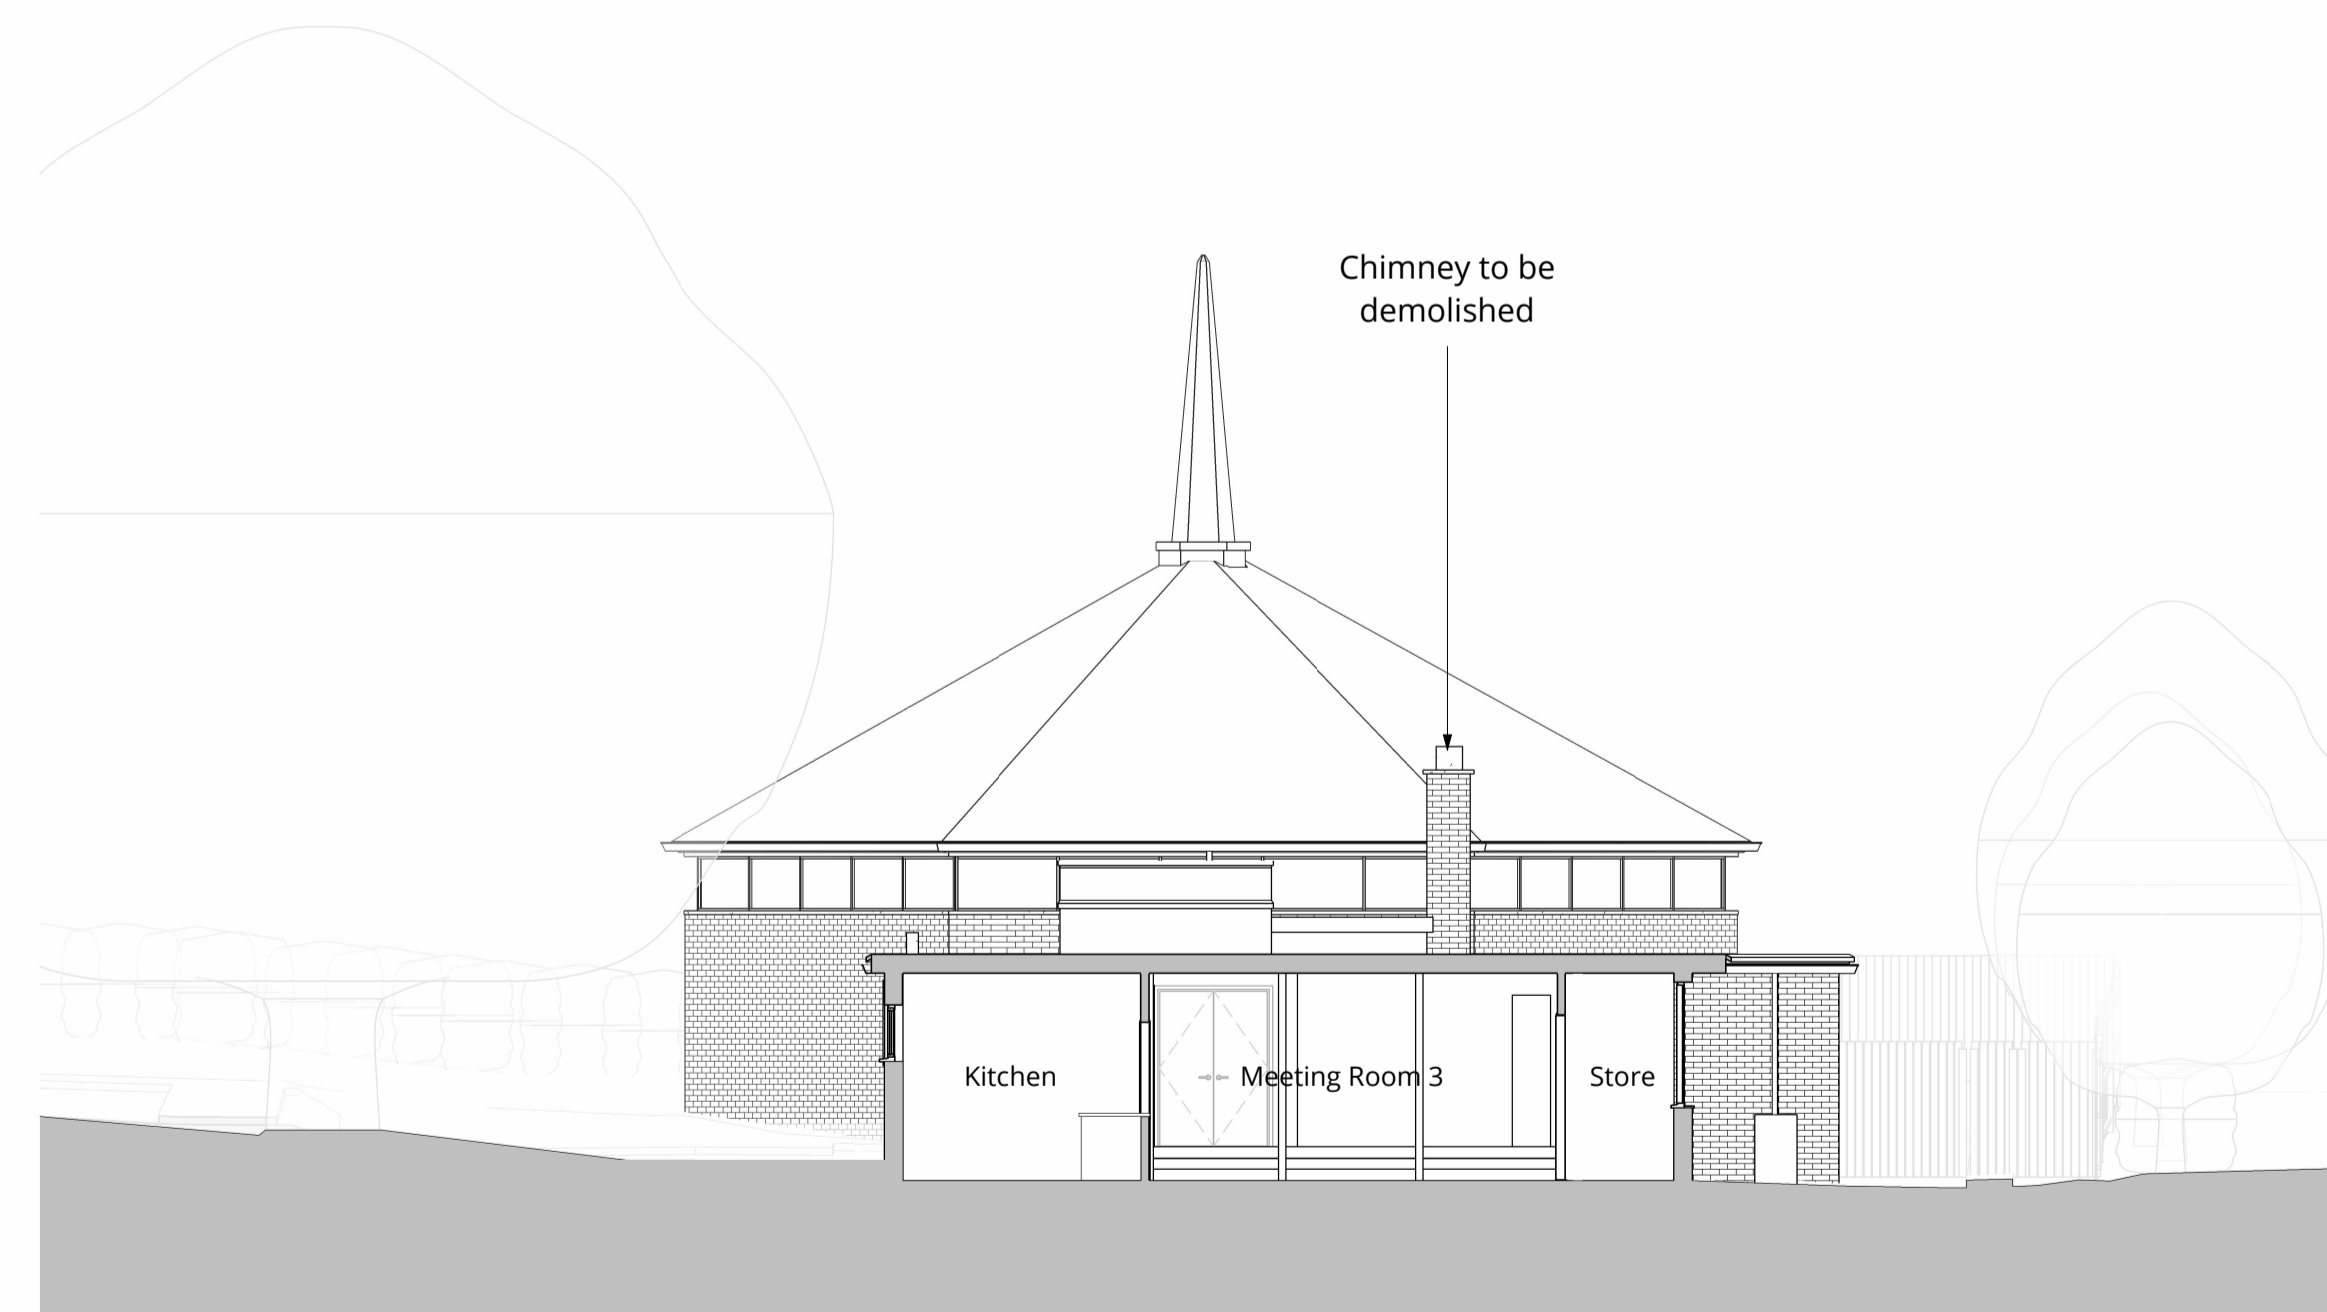 Chimney to be
demolished
Kitchen
Meeting Room 3
Store